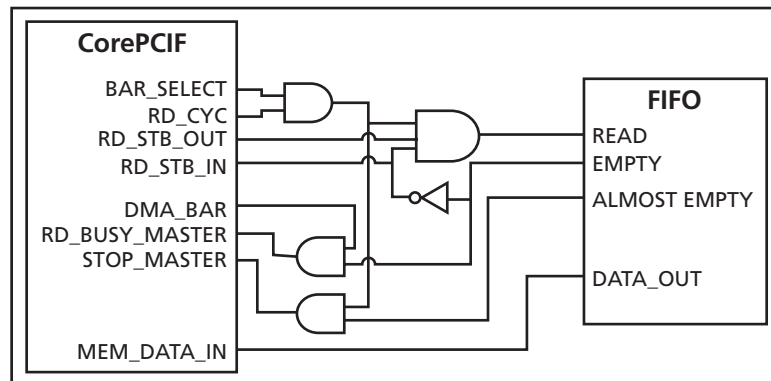 CorePCIF
BAR_SELECT
RD_CYC
RD_STB_OUT
RD_STB_IN
DMA_BAR
RD_BUSY_MASTER
STOP_MASTER
MEM_DATA_IN
FIFO
READ
EMPTY
ALMOST EMPTY
DATA_OUT